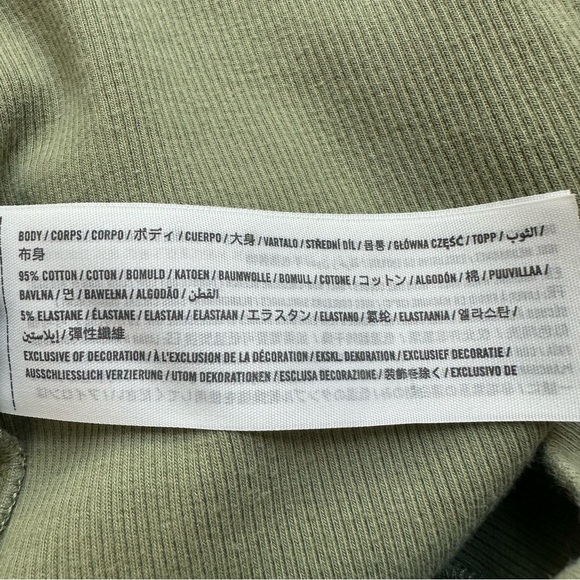 BODY / CORPS / CORPO / ボディ / CUERPO / 大身 / VARTALO / STŘEDNÍ DÍL / 몸통 / GŁÓWNA CZĘŚĆ / TOPP / الثوب /
布身
95% COTTON / COTON / BOMULD / KATOEN / BAUMWOLLE / BOMULL / COTONE / コットン / ALGODÓN / 棉 / PUUVILLAA /
BAVLNA / 면 / BAWEŁNA / ALGODÃO / القطن /
5% ELASTANE / ÉLASTANE / ELASTAN / ELASTAAN / エラスタン / ELASTANO / 氨纶 / ELASTAANIA / 엘라스탄 /
إيلاستين / 彈性纖維
EXCLUSIVE OF DECORATION / À L'EXCLUSION DE LA DÉCORATION / EKSKL. DEKORATION / EXCLUSIEF DECORATIE /
AUSSCHLIESSLICH VERZIERUNG / UTOM DEKORATIONEN / ESCLUSA DECORAZIONE / 装飾を除く / EXCLUSIVO DE